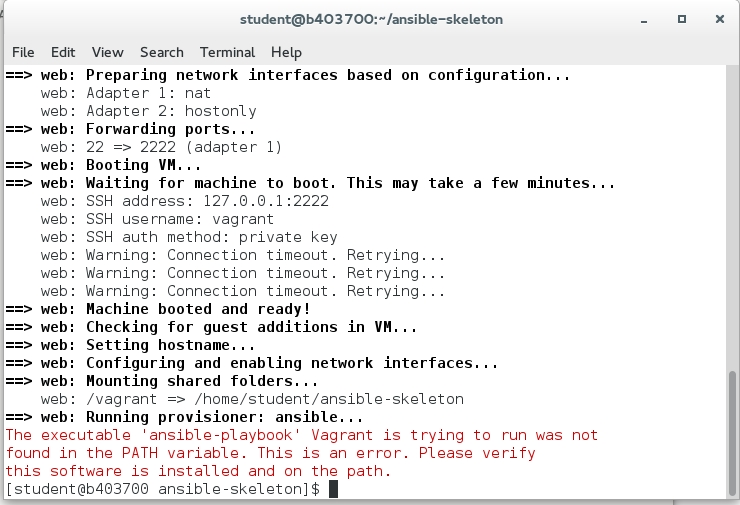 student@b403700:~/ansible-skeleton
File Edit View Search Terminal Help
==> web: Preparing network interfaces based on configuration...
    web: Adapter 1: nat
    web: Adapter 2: hostonly
==> web: Forwarding ports...
    web: 22 => 2222 (adapter 1)
==> web: Booting VM...
==> web: Waiting for machine to boot. This may take a few minutes...
    web: SSH address: 127.0.0.1:2222
    web: SSH username: vagrant
    web: SSH auth method: private key
    web: Warning: Connection timeout. Retrying...
    web: Warning: Connection timeout. Retrying...
    web: Warning: Connection timeout. Retrying...
==> web: Machine booted and ready!
==> web: Checking for guest additions in VM...
==> web: Setting hostname...
==> web: Configuring and enabling network interfaces...
==> web: Mounting shared folders...
    web: /vagrant => /home/student/ansible-skeleton
==> web: Running provisioner: ansible...
The executable 'ansible-playbook' Vagrant is trying to run was not
found in the PATH variable. This is an error. Please verify
this software is installed and on the path.
[student@b403700 ansible-skeleton]$